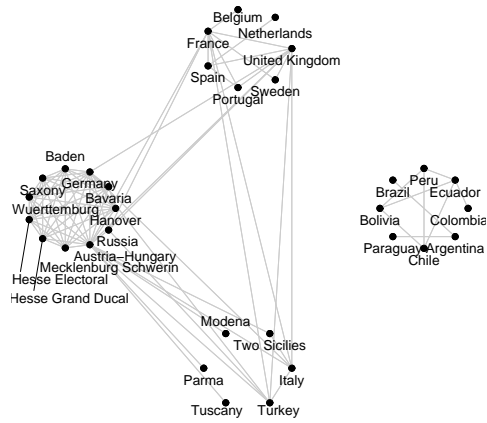 Belgium
Netherlands
France
United Kingdom
Spain
Sweden
Portugal
Baden
Germany
Saxony
Bavaria
Wuerttemburg
Hanover
Russia
Austria−Hungary
Mecklenburg Schwerin
Hesse Electoral
Hesse Grand Ducal
Peru
Brazil
Ecuador
Bolivia
Colombia
Paraguay
Argentina
Chile
Modena
Two Sicilies
Parma
Italy
Tuscany
Turkey